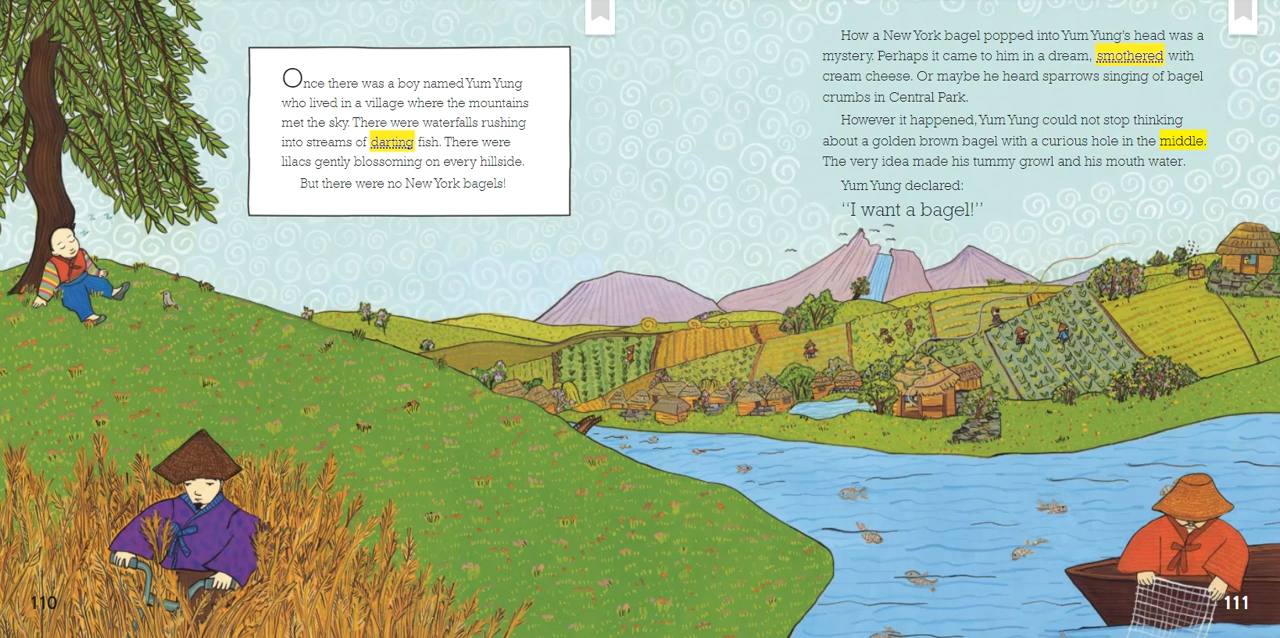 Once there was a boy named Yum Yung
who lived in a village where the mountains
met the sky. There were waterfalls rushing
into streams of darting fish. There were
lilacs gently blossoming on every hillside.
But there were no New York bagels!
How a New York bagel popped into Yum Yung's head was a
mystery. Perhaps it came to him in a dream, smothered with
cream cheese. Or maybe he heard sparrows singing of bagel
crumbs in Central Park.
However it happened, Yum Yung could not stop thinking
about a golden brown bagel with a curious hole in the middle.
The very idea made his tummy growl and his mouth water.
Yum Yung declared:
“I want a bagel!”
110
111